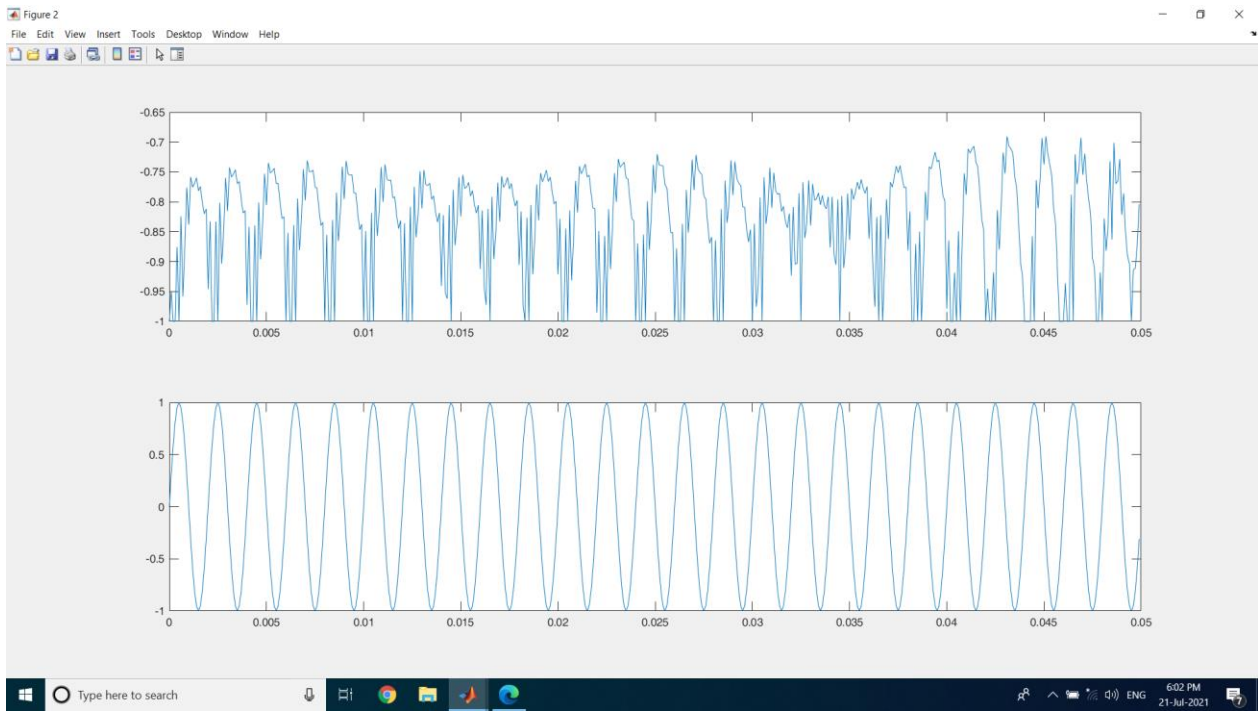 Figure 2
File Edit View Insert Tools Desktop Window Help
-0.65
-0.7
-0.75
-0.8
-0.85
-0.9
-0.95
-1
0 0.005 0.01 0.015 0.02 0.025 0.03 0.035 0.04 0.045 0.05
1
0.5
0
-0.5
-1
0 0.005 0.01 0.015 0.02 0.025 0.03 0.035 0.04 0.045 0.05
Type here to search
ENG
6:02 PM
21-Jul-2021
7